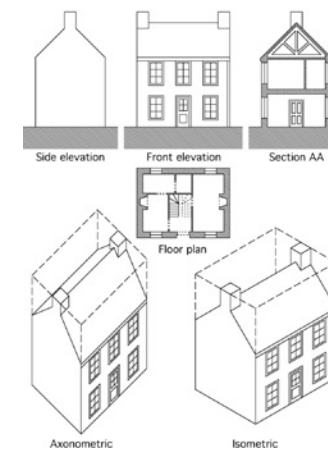 Side elevation
Front elevation
Section AA
Floor plan
Axonometric
Isometric